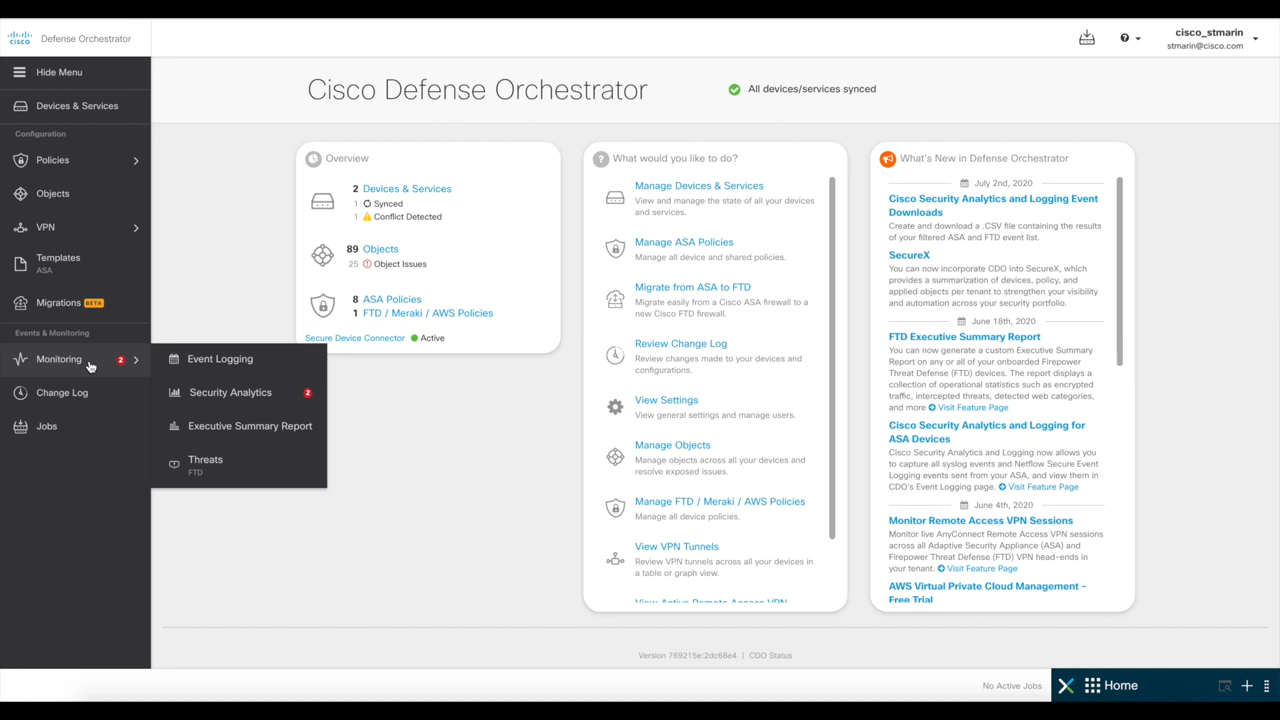 cisco
Defense Orchestrator
cisco_stmarin
stmarin@cisco.com
Hide Menu
Devices & Services
Configuration
Policies
Objects
VPN
Templates
ASA
Migrations BETA
Events & Monitoring
Monitoring 2
Change Log
Jobs
Event Logging
Security Analytics 2
Executive Summary Report
Threats
FTD
Cisco Defense Orchestrator
All devices/services synced
Overview
2 Devices & Services
1 Synced
1 Conflict Detected
89 Objects
25 Object Issues
8 ASA Policies
1 FTD / Meraki / AWS Policies
Secure Device Connector Active
What would you like to do?
Manage Devices & Services
View and manage the state of all your devices
and services.
Manage ASA Policies
Manage all device and shared policies.
Migrate from ASA to FTD
Migrate easily from a Cisco ASA firewall to a
new Cisco FTD firewall.
Review Change Log
Review changes made to your devices and
configurations.
View Settings
View general settings and manage users.
Manage Objects
Manage objects across all your devices and
resolve exposed issues.
Manage FTD / Meraki / AWS Policies
Manage all device policies.
View VPN Tunnels
Review VPN tunnels across all your devices in
a table or graph view.
View Active Remote Access VPN
What's New in Defense Orchestrator
July 2nd, 2020
Cisco Security Analytics and Logging Event
Downloads
Create and download a .CSV file containing the results
of your filtered ASA and FTD event list.
SecureX
You can now incorporate CDO into SecureX, which
provides a summarization of devices, policy, and
applied objects per tenant to strengthen your visibility
and automation across your security portfolio.
June 18th, 2020
FTD Executive Summary Report
You can now generate a custom Executive Summary
Report on any or all of your onboarded Firepower
Threat Defense (FTD) devices. The report displays a
collection of operational statistics such as encrypted
traffic, intercepted threats, detected web categories,
and more Visit Feature Page
Cisco Security Analytics and Logging for
ASA Devices
Cisco Security Analytics and Logging now allows you
to capture all syslog events and Netflow Secure Event
Logging events sent from your ASA, and view them in
CDO's Event Logging page. Visit Feature Page
June 4th, 2020
Monitor Remote Access VPN Sessions
Monitor live AnyConnect Remote Access VPN sessions
across all Adaptive Security Appliance (ASA) and
Firepower Threat Defense (FTD) VPN head-ends in
your tenant. Visit Feature Page
AWS Virtual Private Cloud Management -
Free Trial
Version 769215e:2dc68e4 | CDO Status
No Active Jobs
Home